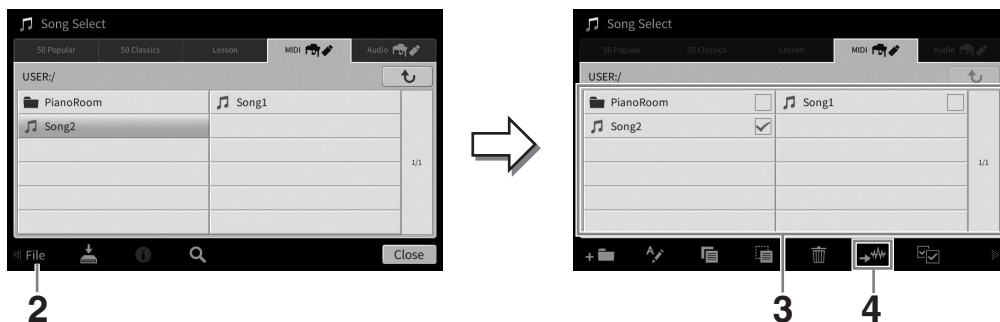 Song Select
50 Popular 50 Classics Lesson MIDI Audio
USER:/
PianoRoom Song1
Song2
1/1
File Close
2
Song Select
50 Popular 50 Classics Lesson MIDI Audio
USER:/
PianoRoom Song1
Song2
1/1
3 4